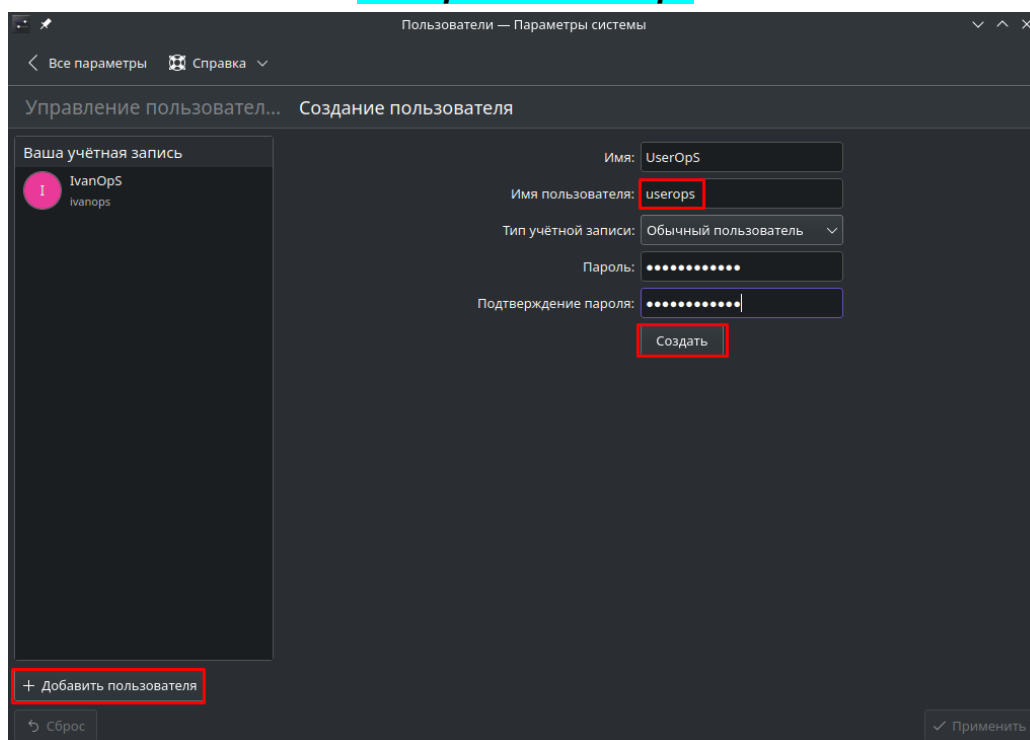 Пользователи — Параметры системы
Все параметры Справка
Управление пользовател... Создание пользователя
Ваша учётная запись
I
IvanOpS
ivanops
Имя: UserOpS
Имя пользователя: userops
Тип учётной записи: Обычный пользователь
Пароль: ●●●●●●●●●●●●
Подтверждение пароля: ●●●●●●●●●●●●
Создать
+ Добавить пользователя
Сброс
Применить